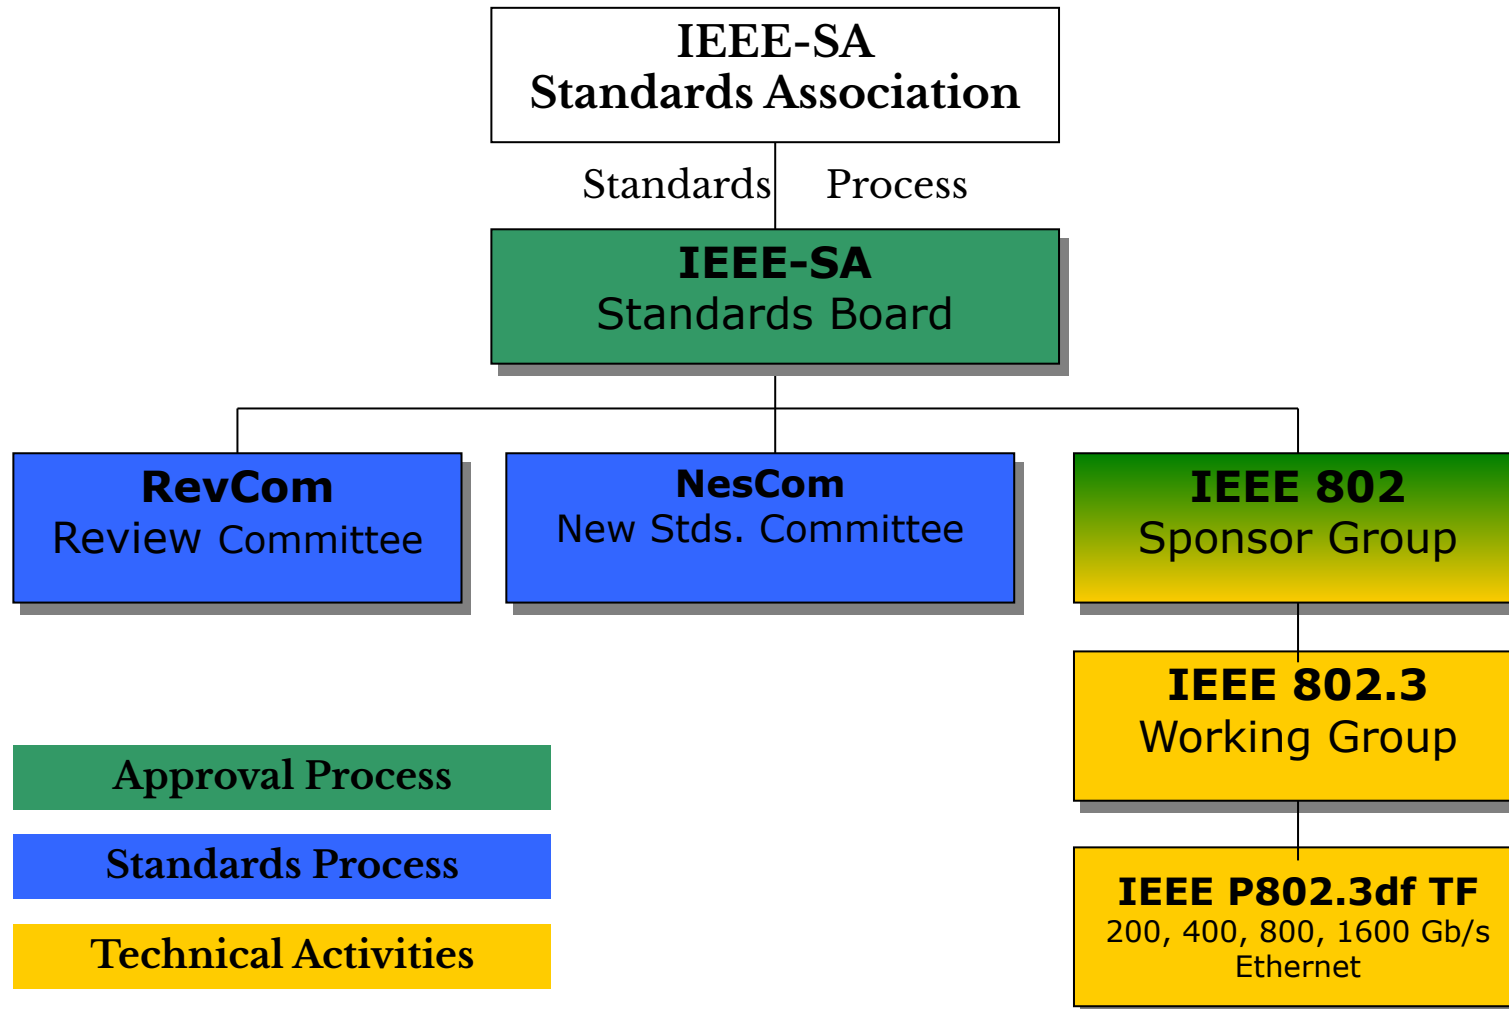 IEEE-SA
Standards Association
Standards Process
IEEE-SA
Standards Board
RevCom
Review Committee
NesCom
New Stds. Committee
IEEE 802
Sponsor Group
IEEE 802.3
Working Group
Approval Process
Standards Process
Technical Activities
IEEE P802.3df TF
200, 400, 800, 1600 Gb/s
Ethernet